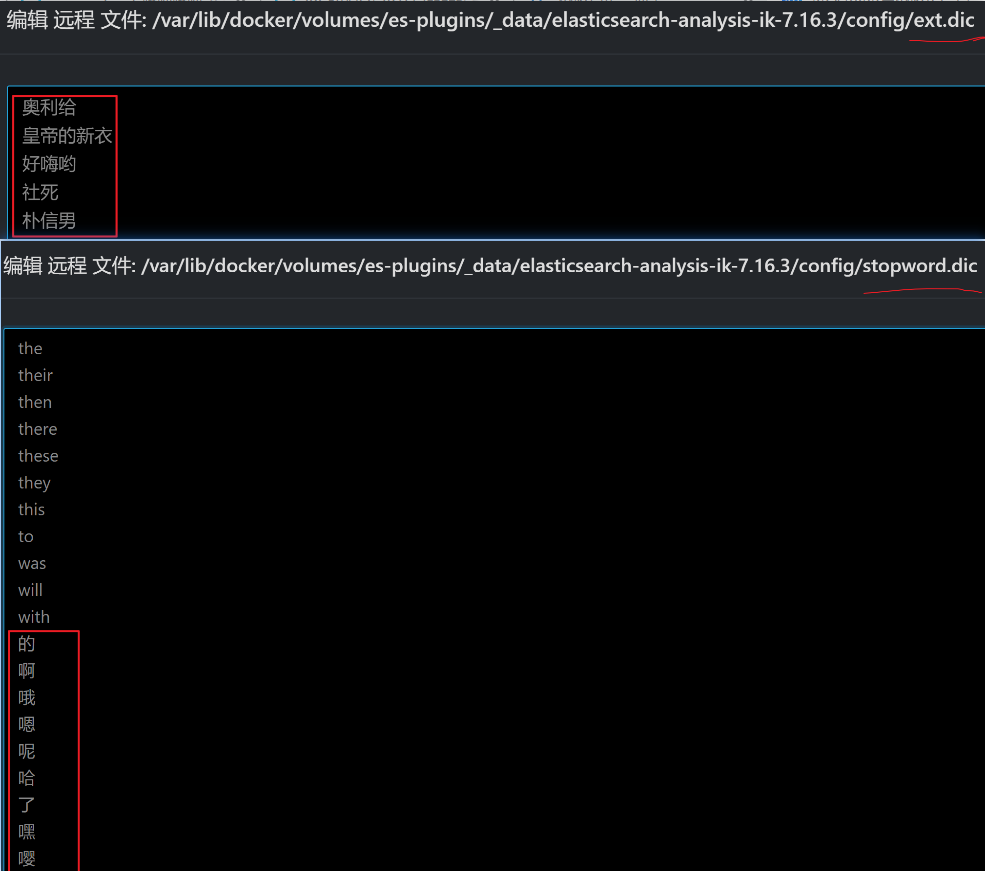 编辑 远程 文件: /var/lib/docker/volumes/es-plugins/_data/elasticsearch-analysis-ik-7.16.3/config/ext.dic
奥利给
皇帝的新衣
好嗨哟
社死
朴信男
编辑 远程 文件: /var/lib/docker/volumes/es-plugins/_data/elasticsearch-analysis-ik-7.16.3/config/stopword.dic
the
their
then
there
these
they
this
to
was
will
with
的
啊
哦
嗯
呢
哈
了
嘿
嘤